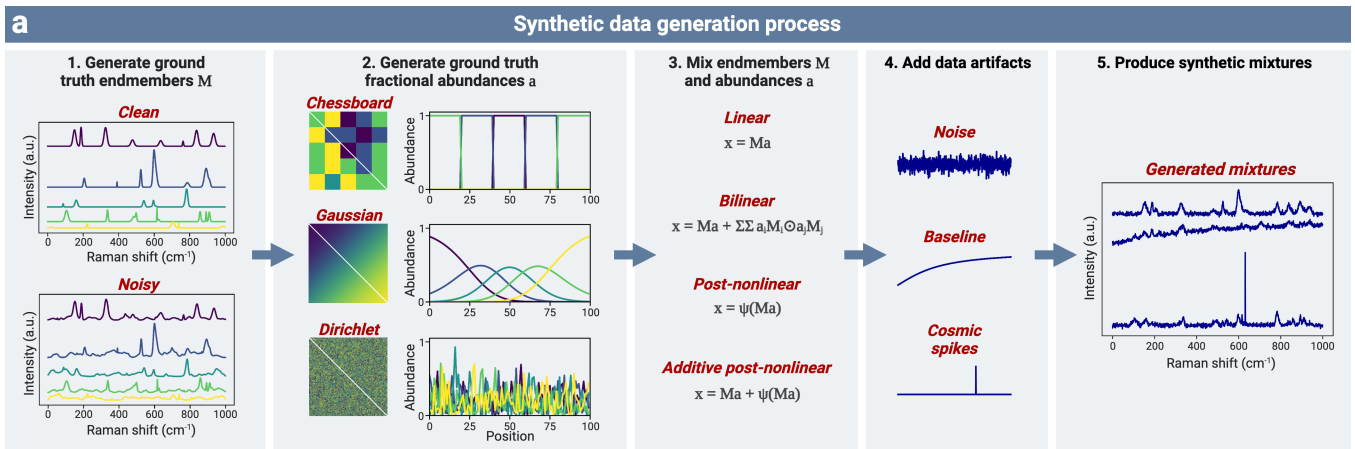 a
Synthetic data generation process
1. Generate ground
truth endmembers M
Clean
Intensity (a.u.)
0 200 400 600 800 1000
Raman shift (cm⁻¹)
Noisy
Intensity (a.u.)
0 200 400 600 800 1000
Raman shift (cm⁻¹)
2. Generate ground truth
fractional abundances a
Chessboard
Abundance
1
0
0 25 50 75 100
Gaussian
Abundance
1
0
0 25 50 75 100
Dirichlet
Abundance
1
0
0 25 50 75 100
Position
3. Mix endmembers M
and abundances a
Linear
x = Ma
Bilinear
x = Ma + ΣΣ aᵢMᵢ⊙aⱼMⱼ
Post-nonlinear
x = ψ(Ma)
Additive post-nonlinear
x = Ma + ψ(Ma)
4. Add data artifacts
Noise
Baseline
Cosmic
spikes
5. Produce synthetic mixtures
Generated mixtures
Intensity (a.u.)
0 200 400 600 800 1000
Raman shift (cm⁻¹)